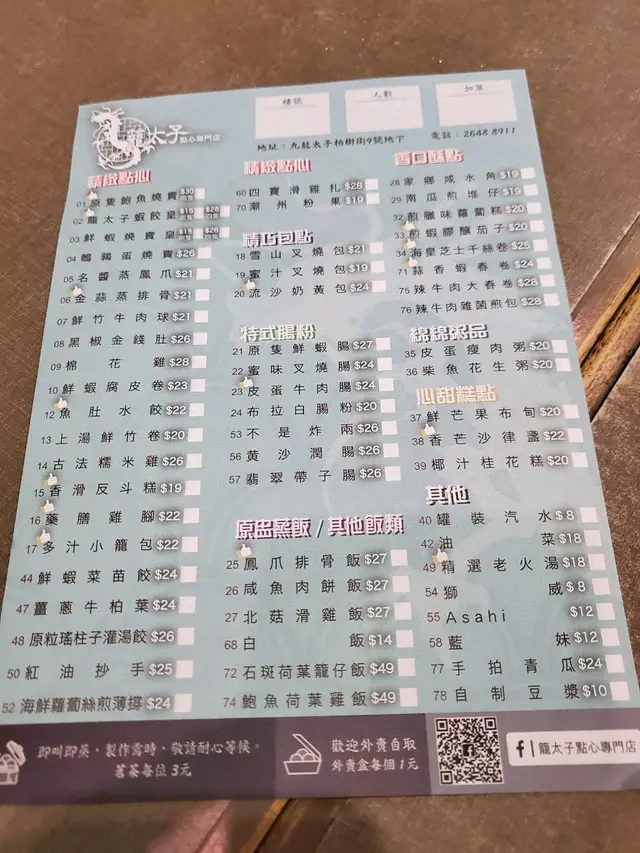 龍太子
點心專門店
檯號
人數
加單
地址：九龍太子柏樹街9號地下
電話：2648 8911
精緻點心
01 原隻鮑魚燒賣 $30
02 龍太子蝦餃皇 $15 $28
03 鮮蝦燒賣皇 $15 $28
04 鵪鶉蛋燒賣 $26
05 名醬蒸鳳爪 $21
06 金蒜蒸排骨 $21
07 鮮竹牛肉球 $21
08 黑椒金錢肚 $26
09 棉花雞 $28
10 鮮蝦腐皮卷 $23
12 魚肚水餃 $22
13 上湯鮮竹卷 $20
14 古法糯米雞 $26
15 香滑反斗糕 $19
16 藥膳雞腳 $22
17 多汁小籠包 $22
44 鮮蝦菜苗餃 $24
47 薑蔥牛柏葉 $24
48 原粒瑤柱子灌湯餃 $26
50 紅油抄手 $25
52 海鮮蘿蔔絲煎薄撐 $24
精緻點心
60 四寶滑雞扎 $28
70 潮州粉果 $19
精巧包點
18 雪山叉燒包 $21
19 蜜汁叉燒包 $19
20 流沙奶黃包 $24
特式腸粉
21 原隻鮮蝦腸 $27
22 蜜味叉燒腸 $24
23 皮蛋牛肉腸 $24
24 布拉白腸粉 $20
53 不是炸兩 $26
56 黃沙潤腸 $26
57 翡翠帶子腸 $26
原盅蒸飯 / 其他飯類
25 鳳爪排骨飯 $27
26 咸魚肉餅飯 $27
27 北菇滑雞飯 $27
68 白飯 $14
72 石斑荷葉籠仔飯 $49
74 鮑魚荷葉雞飯 $49
香口酥點
28 家鄉咸水角 $19
29 南瓜煎堆仔 $19
32 煎臘味蘿蔔糕 $20
33 煎蝦膠釀茄子 $20
34 海皇芝士千絲卷 $25
71 蒜香蝦春卷 $24
75 辣牛肉大春卷 $28
76 辣牛肉雜菌煎包 $28
綿綿粥品
35 皮蛋瘦肉粥 $20
36 柴魚花生粥 $20
心甜糕點
37 鮮芒果布甸 $20
38 香芒沙律盞 $22
39 椰汁桂花糕 $20
其他
40 罐裝汽水 $8
42 油菜 $18
49 精選老火湯 $18
54 獅威 $8
55 Asahi $12
58 藍妹 $12
77 手拍青瓜 $24
78 自制豆漿 $10
即叫即蒸，製作需時，敬請耐心等候。
茗茶每位 3元
歡迎外賣自取
外賣盒每個 1元
f 龍太子點心專門店